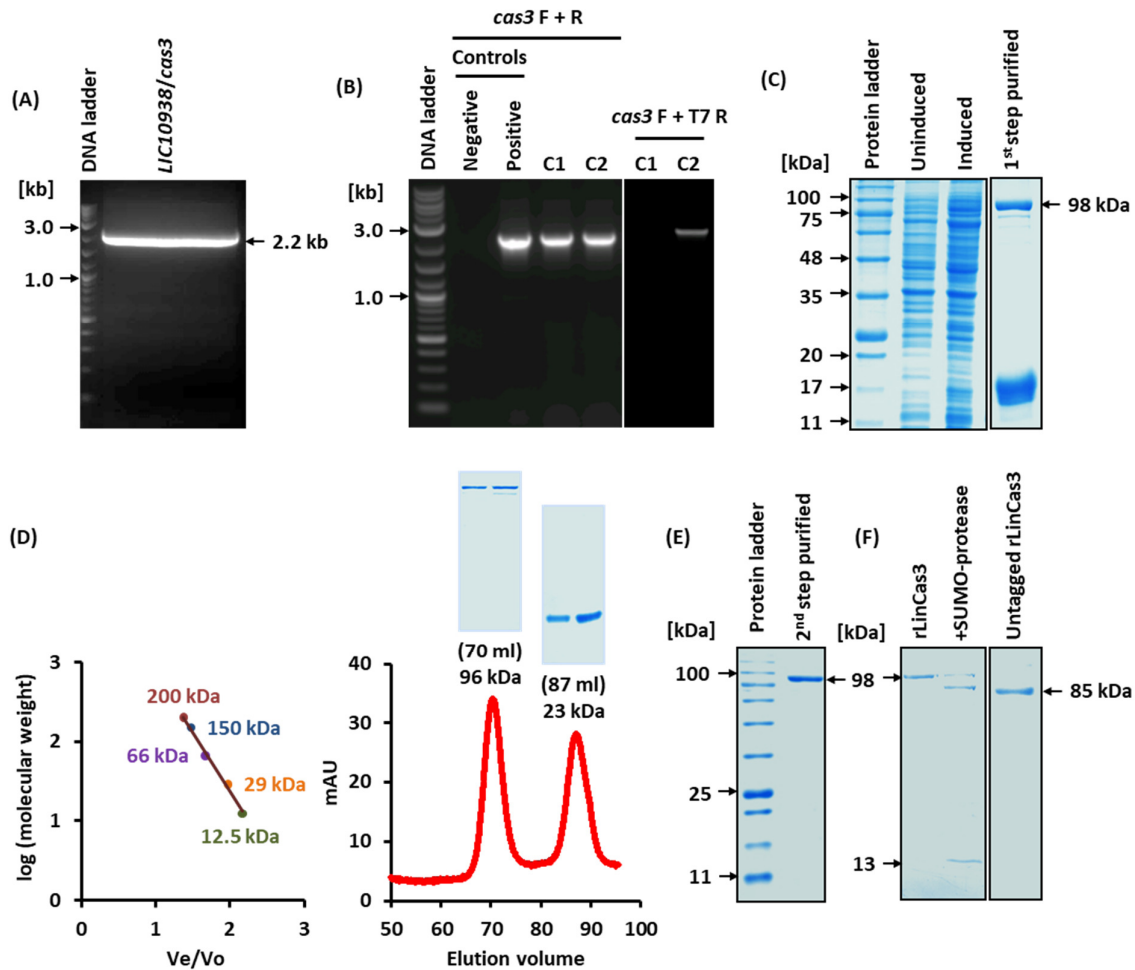 (A)
DNA ladder
LIC10938/cas3
[kb]
3.0
1.0
2.2 kb
(B)
cas3 F + R
Controls
DNA ladder
Negative
Positive
C1
C2
cas3 F + T7 R
C1
C2
[kb]
3.0
1.0
(C)
Protein ladder
Uninduced
Induced
1st step purified
[kDa]
100
75
48
35
20
17
11
98 kDa
(D)
log (molecular weight)
3
2
1
0
200 kDa
150 kDa
66 kDa
29 kDa
12.5 kDa
0
1
2
3
Ve/Vo
(70 ml)
96 kDa
(87 ml)
23 kDa
mAU
40
30
20
10
0
50
60
70
80
90
100
Elution volume
(E)
Protein ladder
2nd step purified
[kDa]
100
25
11
(F)
rLinCas3
+SUMO-protease
Untagged rLinCas3
[kDa]
98
13
85 kDa